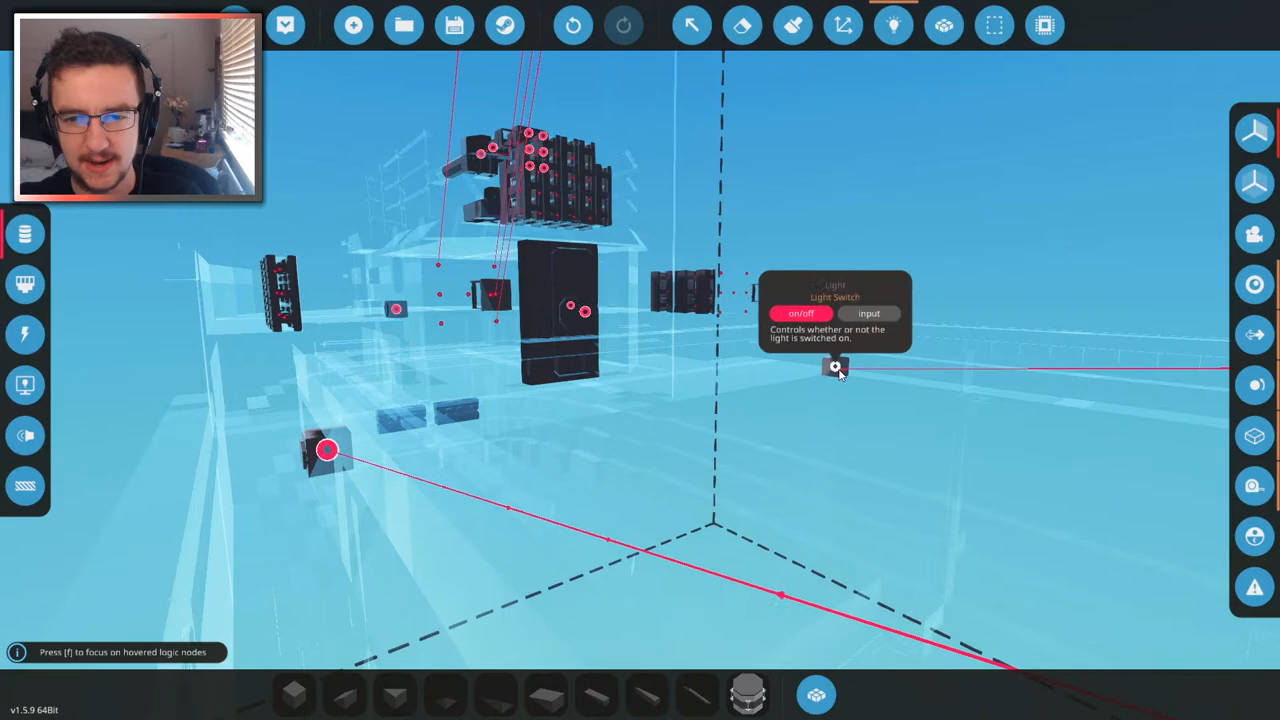 Light
Light Switch
on/off
input
Controls whether or not the
light is switched on.
Press [f] to focus on hovered logic nodes
v1.5.9 64Bit